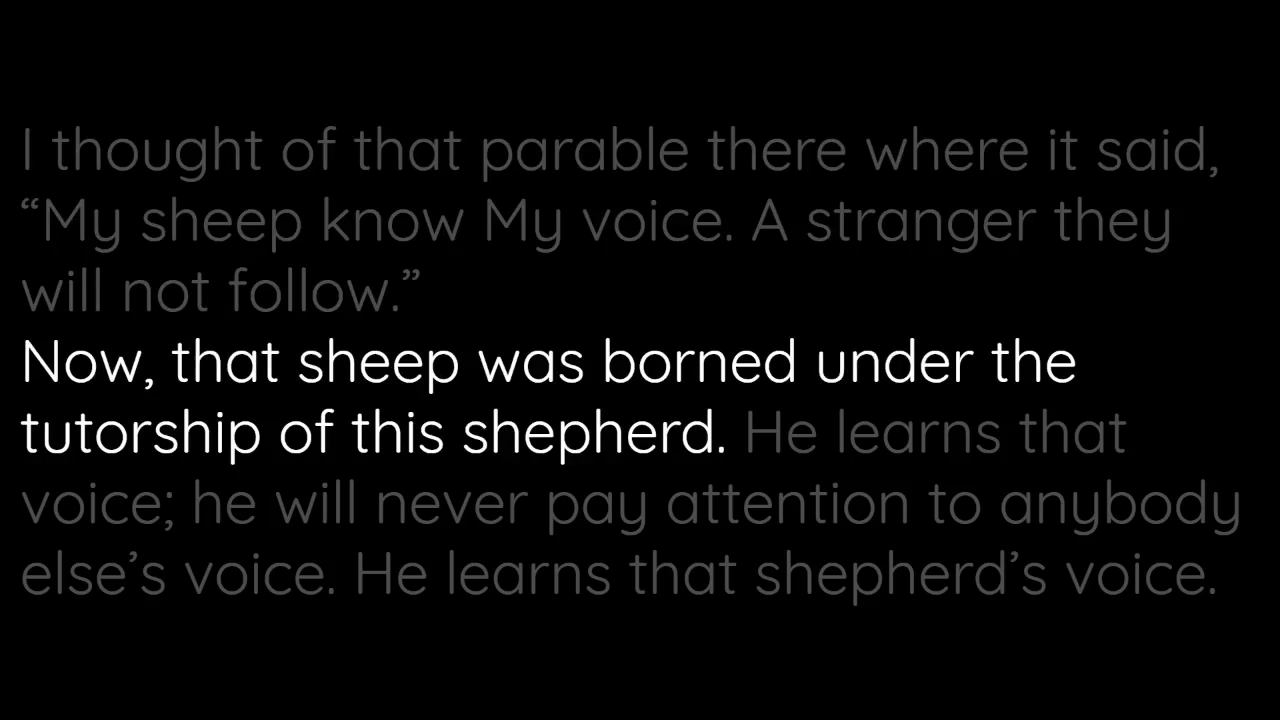 I thought of that parable there where it said,
“My sheep know My voice. A stranger they
will not follow.”
Now, that sheep was borned under the
tutorship of this shepherd. He learns that
voice; he will never pay attention to anybody
else’s voice. He learns that shepherd’s voice.